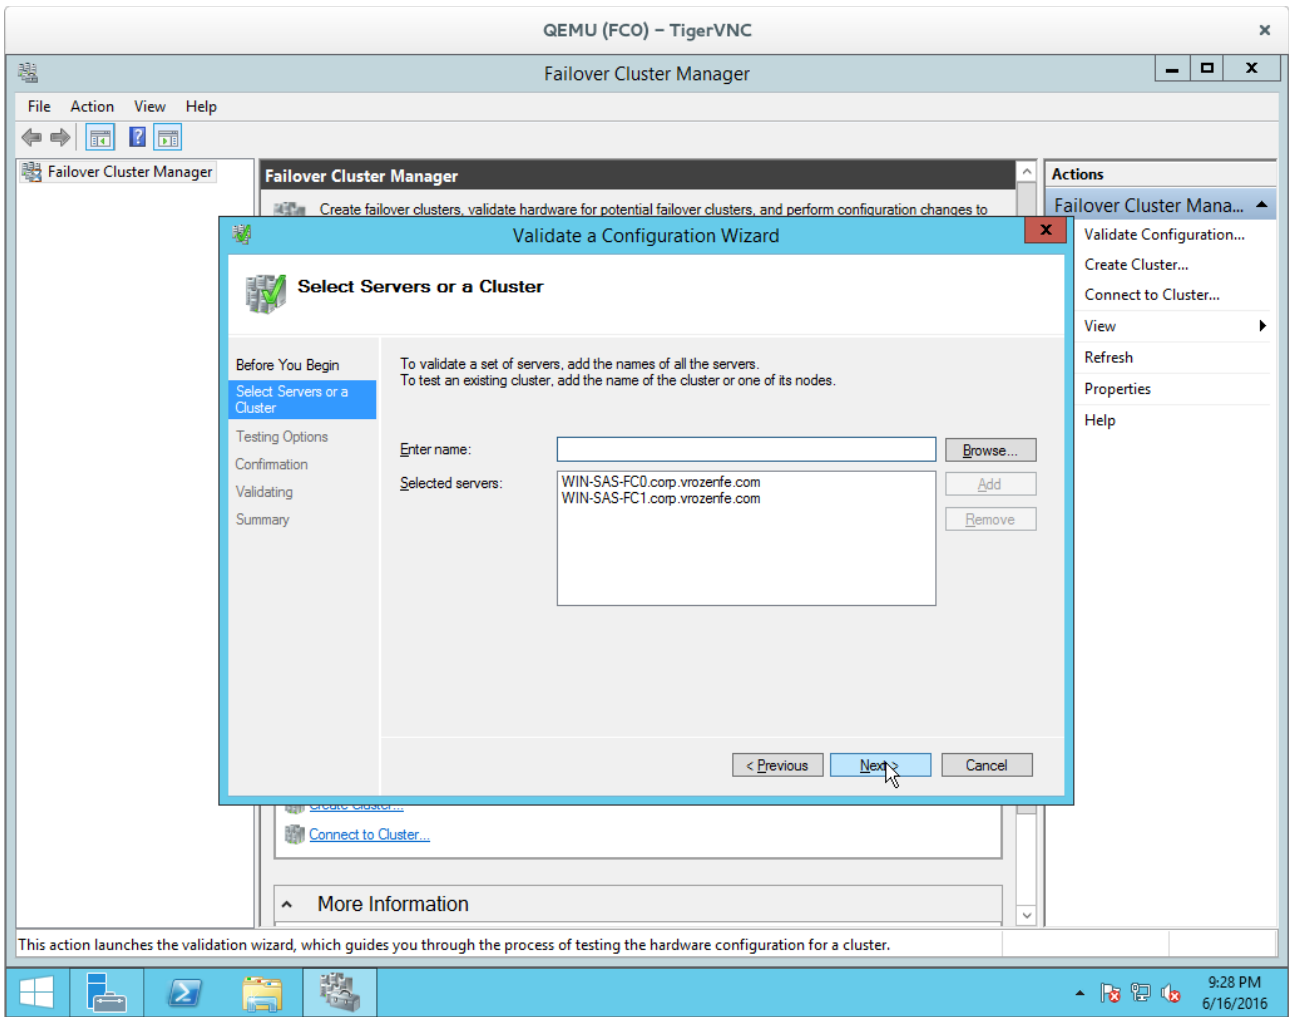 QEMU (FC0) – TigerVNC
Failover Cluster Manager
File Action View Help
Failover Cluster Manager
Failover Cluster Manager
Create failover clusters, validate hardware for potential failover clusters, and perform configuration changes to
Actions
Failover Cluster Mana...
Validate Configuration...
Create Cluster...
Connect to Cluster...
View
Refresh
Properties
Help
Validate a Configuration Wizard
Select Servers or a Cluster
Before You Begin
Select Servers or a
Cluster
Testing Options
Confirmation
Validating
Summary
To validate a set of servers, add the names of all the servers.
To test an existing cluster, add the name of the cluster or one of its nodes.
Enter name:
Browse...
Selected servers:
WIN-SAS-FC0.corp.vrozenfe.com
WIN-SAS-FC1.corp.vrozenfe.com
Add
Remove
< Previous
Next >
Cancel
Create Cluster...
Connect to Cluster...
More Information
This action launches the validation wizard, which guides you through the process of testing the hardware configuration for a cluster.
9:28 PM
6/16/2016